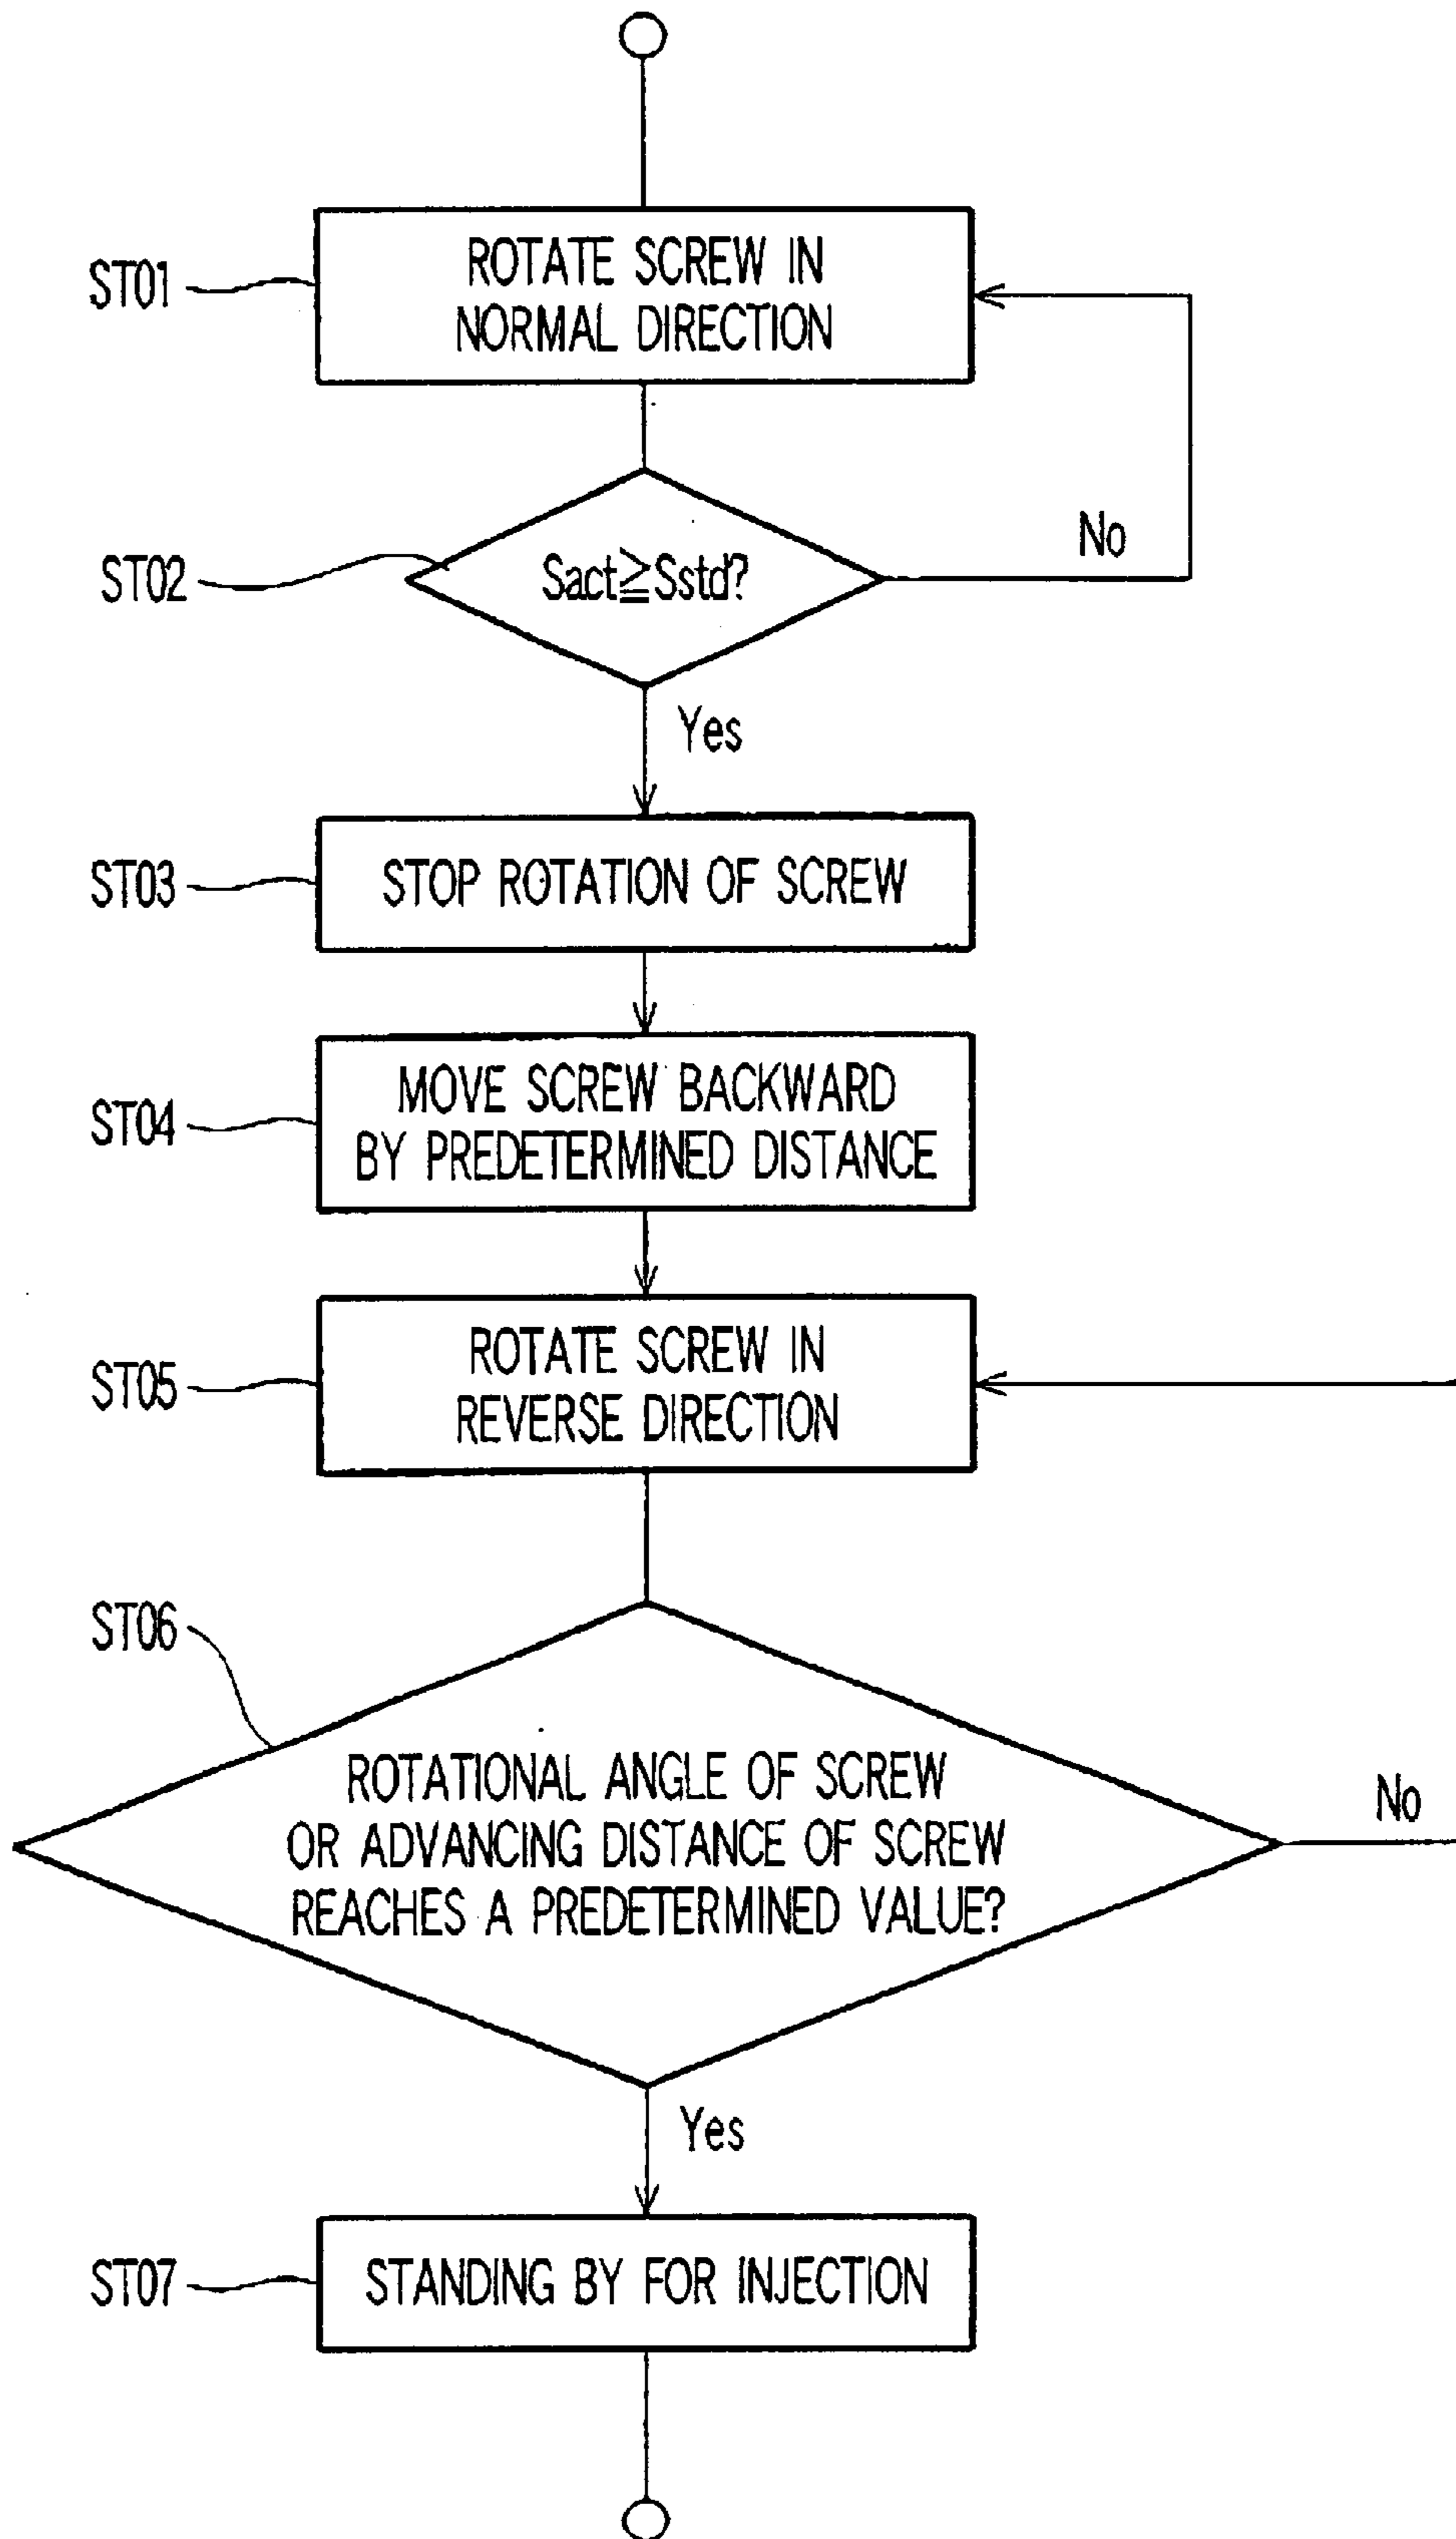 ST01
ROTATE SCREW IN
NORMAL DIRECTION
ST02
Sact≧Sstd?
No
Yes
ST03
STOP ROTATION OF SCREW
ST04
MOVE SCREW BACKWARD
BY PREDETERMINED DISTANCE
ST05
ROTATE SCREW IN
REVERSE DIRECTION
ST06
ROTATIONAL ANGLE OF SCREW
OR ADVANCING DISTANCE OF SCREW
REACHES A PREDETERMINED VALUE?
No
Yes
ST07
STANDING BY FOR INJECTION